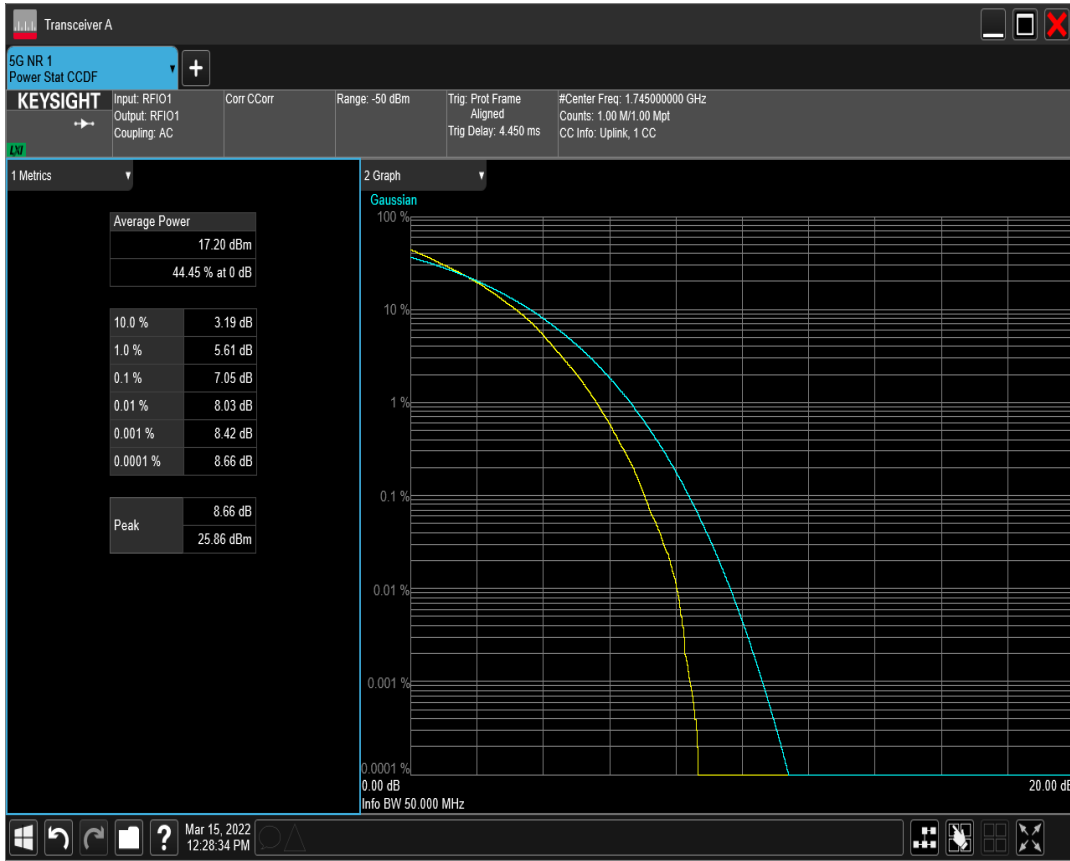 Transceiver A
5G NR 1
Power Stat CCDF
KEYSIGHT
LXI
Input: RFIO1
Output: RFIO1
Coupling: AC
Corr CCorr
Range: -50 dBm
Trig: Prot Frame
Aligned
Trig Delay: 4.450 ms
#Center Freq: 1.745000000 GHz
Counts: 1.00 M/1.00 Mpt
CC Info: Uplink, 1 CC
1 Metrics
Average Power
17.20 dBm
44.45 % at 0 dB
10.0 % 3.19 dB
1.0 % 5.61 dB
0.1 % 7.05 dB
0.01 % 8.03 dB
0.001 % 8.42 dB
0.0001 % 8.66 dB
Peak
8.66 dB
25.86 dBm
2 Graph
Gaussian
100 %
10 %
1 %
0.1 %
0.01 %
0.001 %
0.0001 %
0.00 dB
20.00 dB
Info BW 50.000 MHz
?
Mar 15, 2022
12:28:34 PM